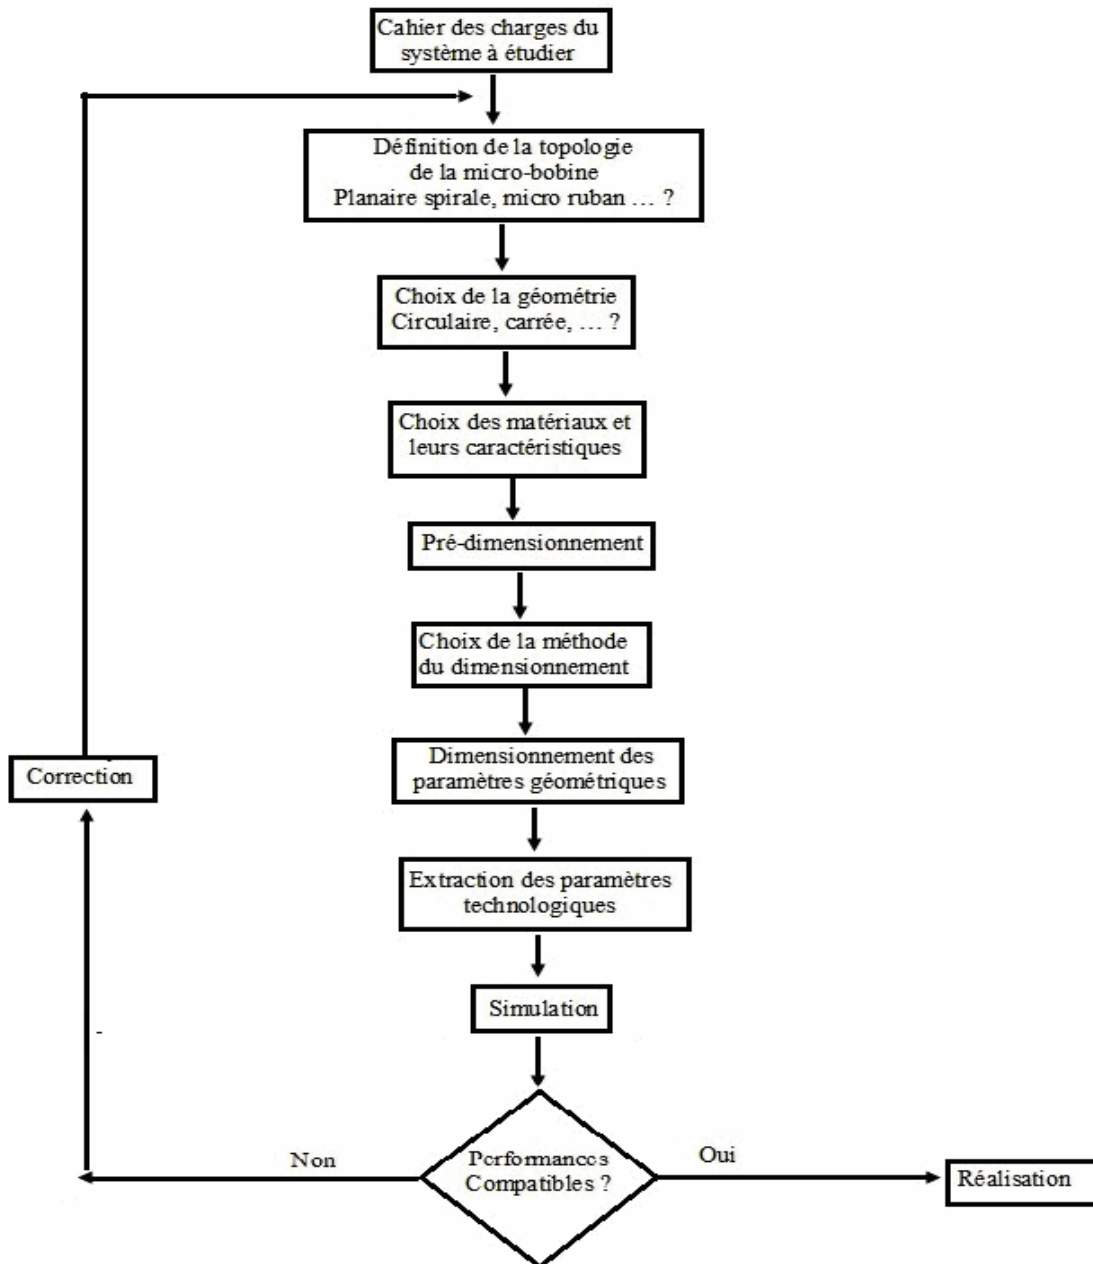 Cahier des charges du
système à étudier
Définition de la topologie
de la micro-bobine
Planaire spirale, micro ruban ... ?
Choix de la géométrie
Circulaire, carrée, ... ?
Choix des matériaux et
leurs caractéristiques
Pré-dimensionnement
Choix de la méthode
du dimensionnement
Dimensionnement des
paramètres géométriques
Correction
Extraction des paramètres
technologiques
Simulation
Non
Performances
Compatibles ?
Oui
Réalisation